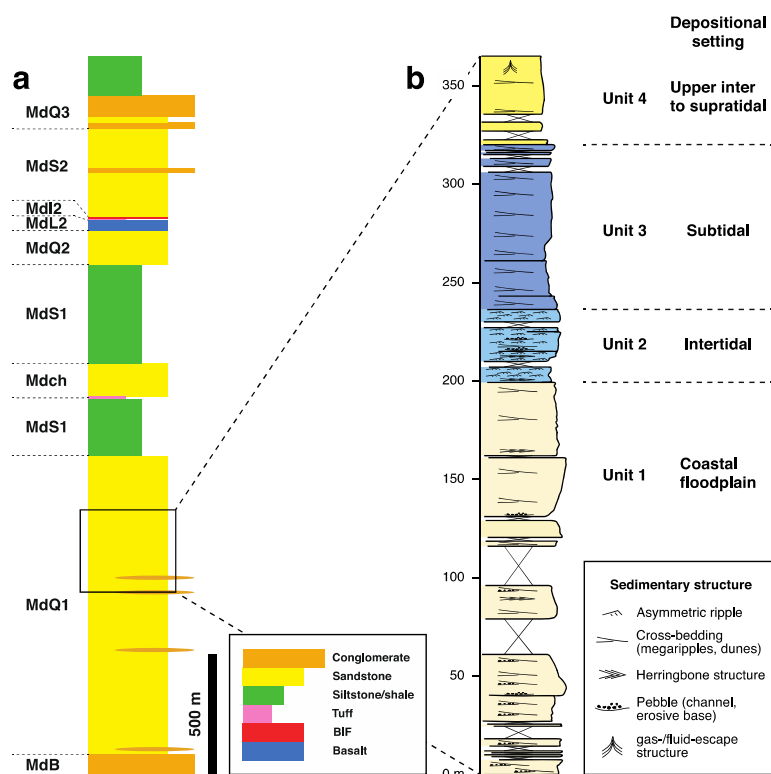 a
MdQ3
MdS2
MdI2
MdL2
MdQ2
MdS1
Mdch
MdS1
MdQ1
MdB
500 m
Conglomerate
Sandstone
Siltstone/shale
Tuff
BIF
Basalt
b
Depositional
setting
350
Unit 4
Upper inter
to supratidal
300
Unit 3
Subtidal
250
Unit 2
Intertidal
200
150
Unit 1
Coastal
floodplain
100
50
0 m
Sedimentary structure
Asymmetric ripple
Cross-bedding
(megaripples, dunes)
Herringbone structure
Pebble (channel,
erosive base)
gas-/fluid-escape
structure